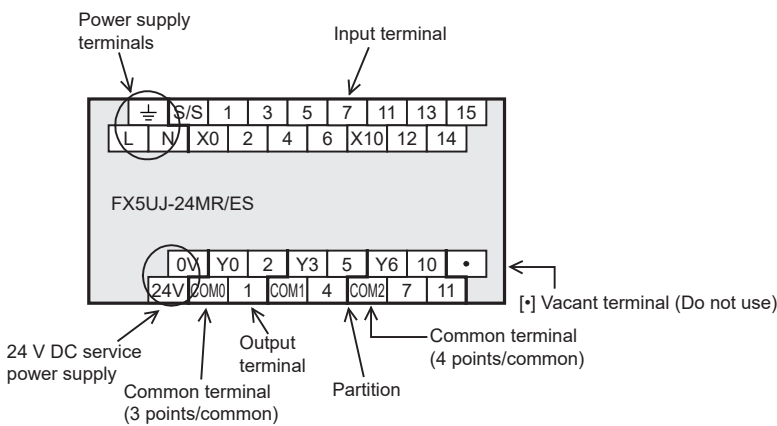 Power supply
terminals
Input terminal
S/S 1 3 5 7 11 13 15
L N X0 2 4 6 X10 12 14
FX5UJ-24MR/ES
0V Y0 2 Y3 5 Y6 10 •
24V COM0 1 COM1 4 COM2 7 11
[•] Vacant terminal (Do not use)
24 V DC service
power supply
Common terminal
(3 points/common)
Output
terminal
Partition
Common terminal
(4 points/common)